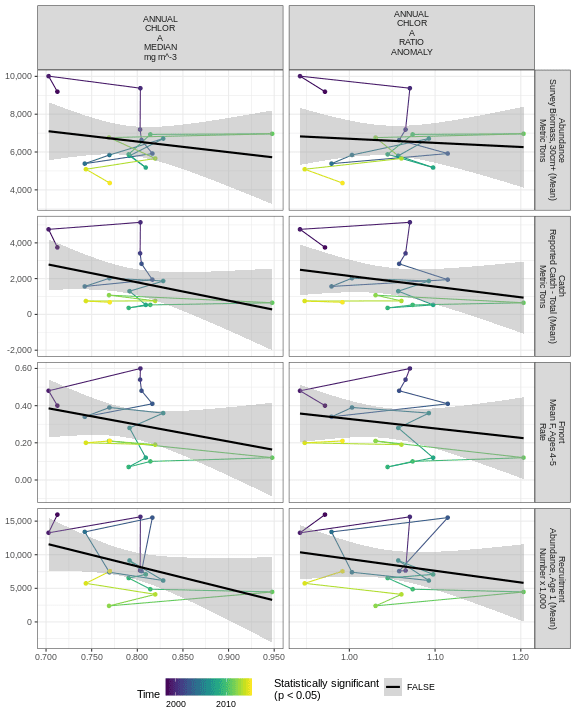 ANNUAL
CHLOR
A
MEDIAN
mg m^-3
ANNUAL
CHLOR
A
RATIO
ANOMALY
10,000
8,000
6,000
4,000
Abundance
Survey Biomass, 30cm+ (Mean)
Metric Tons
4,000
2,000
0
-2,000
Catch
Reported Catch - Total (Mean)
Metric Tons
0.60
0.40
0.20
0.00
Fmort
Mean F, Ages 4-5
Rate
15,000
10,000
5,000
0
Recruitment
Abundance, Age 1 (Mean)
Number x 1,000
0.700
0.750
0.800
0.850
0.900
0.950
1.00
1.10
1.20
Time
2000
2010
Statistically significant
(p < 0.05)
FALSE